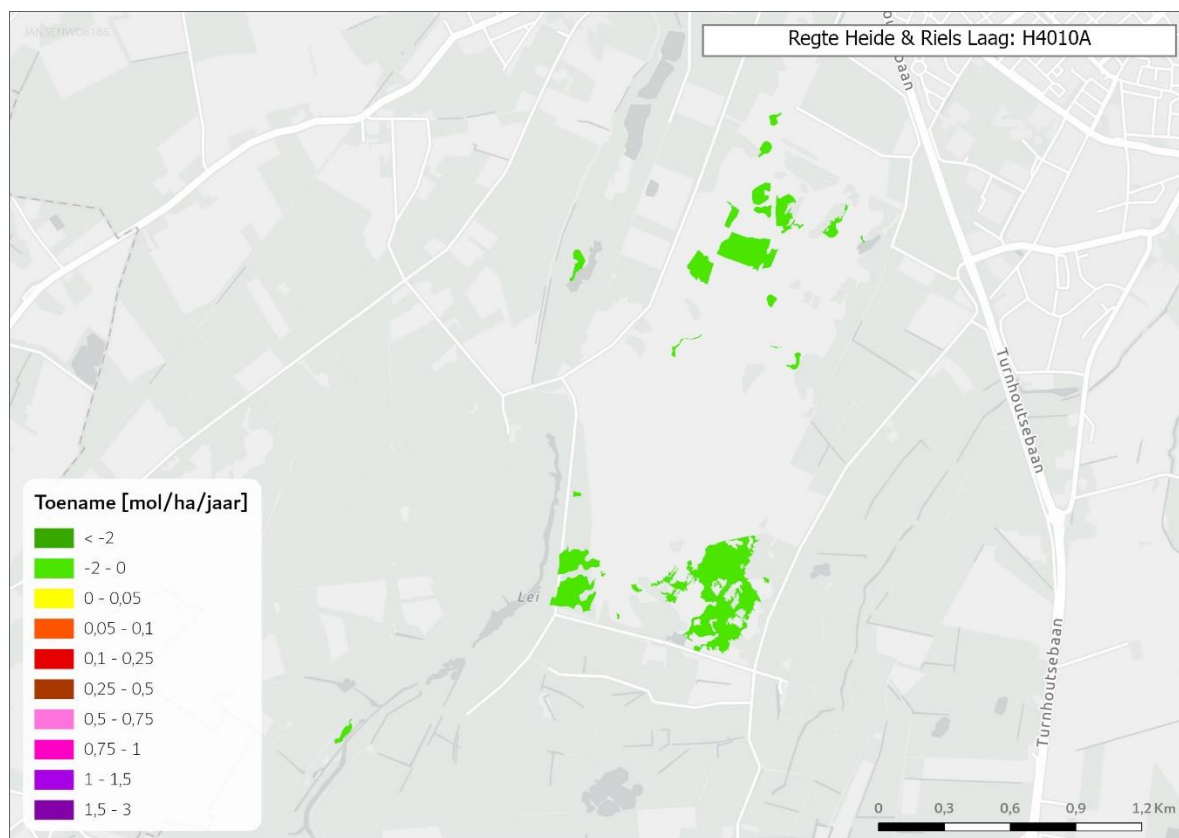 JANSENWD8186
Regte Heide & Riels Laag: H4010A
Turnhoutsebaan
Lei
Turnhoutsebaan
Toename [mol/ha/jaar]
< -2
-2 - 0
0 - 0,05
0,05 - 0,1
0,1 - 0,25
0,25 - 0,5
0,5 - 0,75
0,75 - 1
1 - 1,5
1,5 - 3
0 0,3 0,6 0,9 1,2 Km